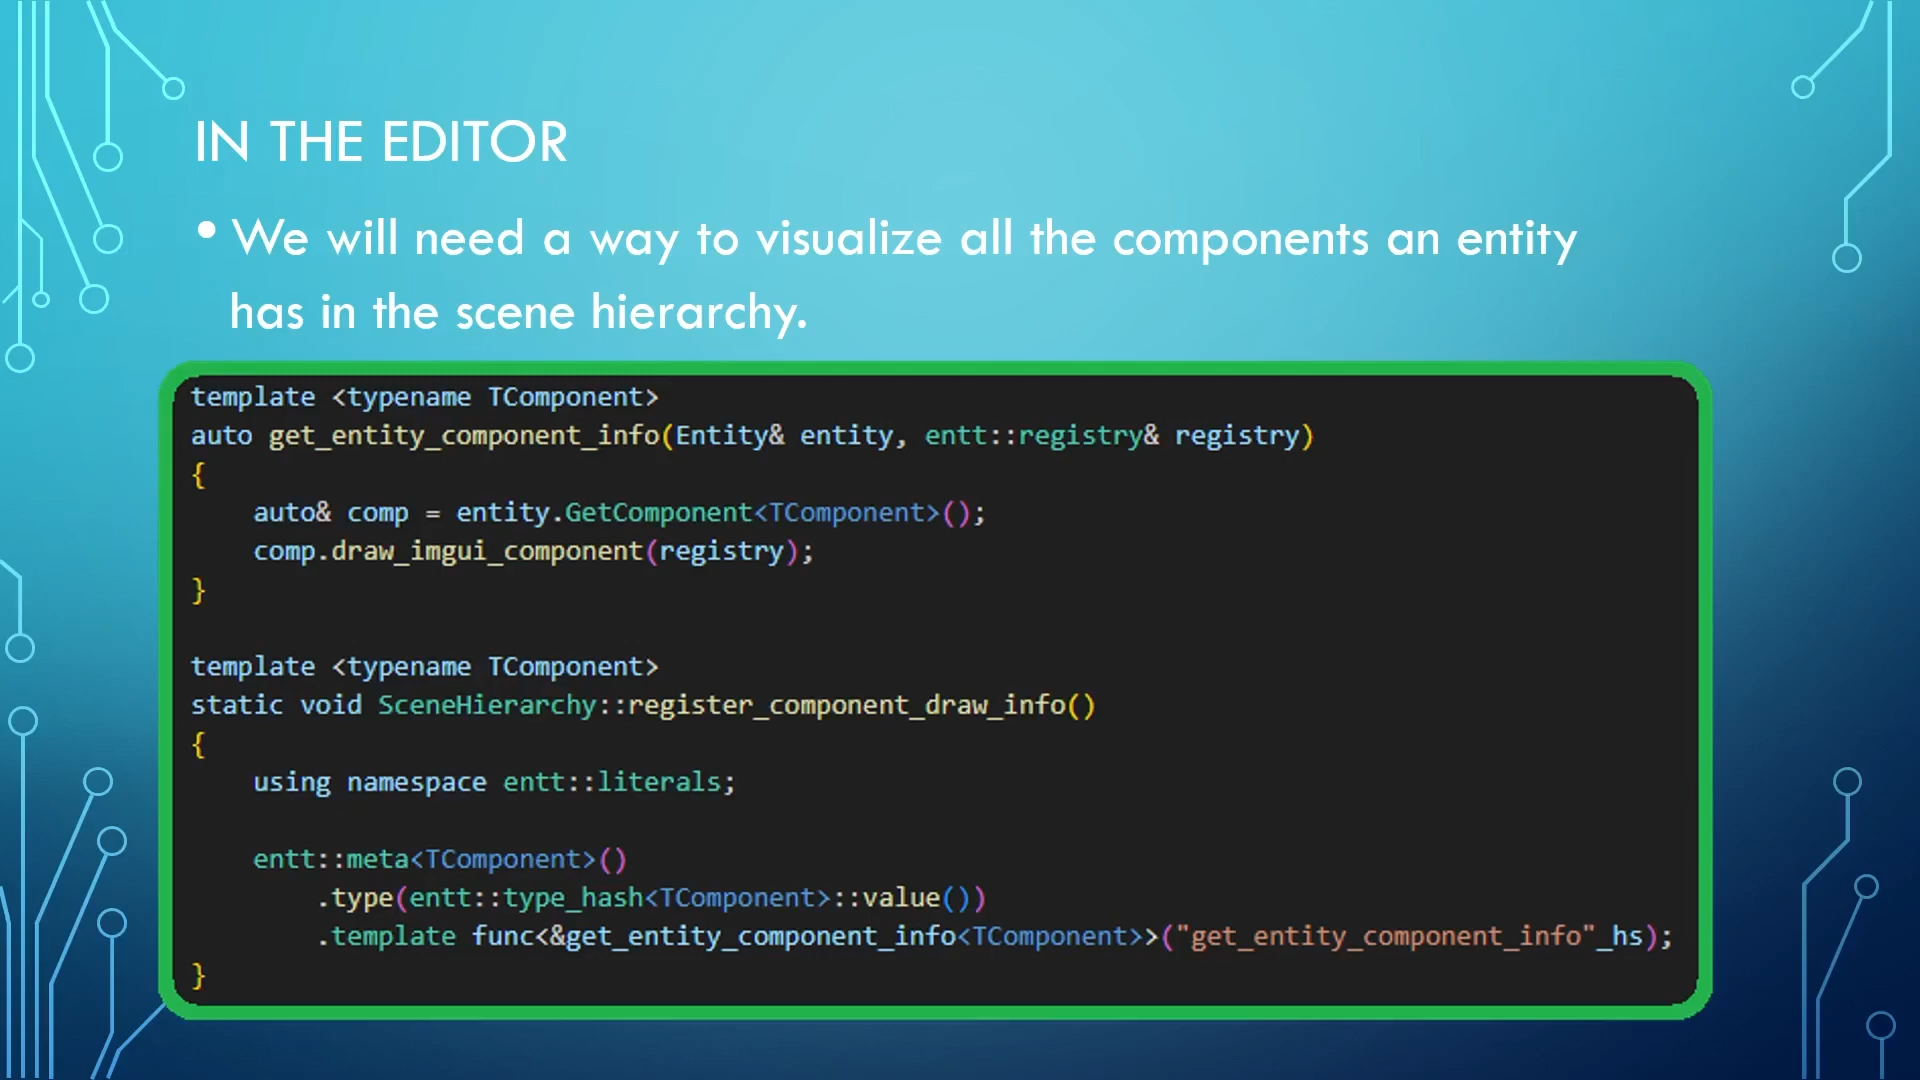 IN THE EDITOR
• We will need a way to visualize all the components an entity
has in the scene hierarchy.
template <typename TComponent>
auto get_entity_component_info(Entity& entity, entt::registry& registry)
{
    auto& comp = entity.GetComponent<TComponent>();
    comp.draw_imgui_component(registry);
}
template <typename TComponent>
static void SceneHierarchy::register_component_draw_info()
{
    using namespace entt::literals;
    entt::meta<TComponent>()
        .type(entt::type_hash<TComponent>::value())
        .template func<&get_entity_component_info<TComponent>>("get_entity_component_info"_hs);
}